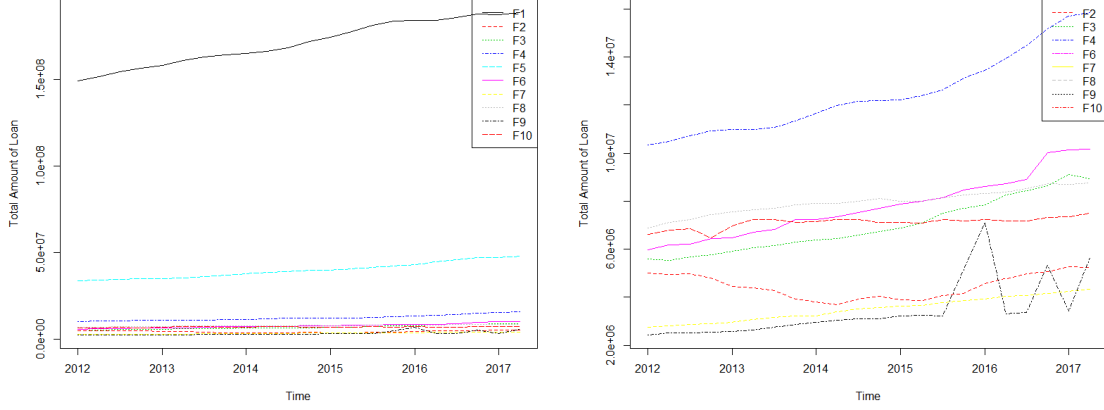 Total Amount of Loan
0.0e+00
5.0e+07
1.0e+08
1.5e+08
F1
F2
F3
F4
F5
F6
F7
F8
F9
F10
2012
2013
2014
2015
2016
2017
Time
Total Amount of Loan
2.0e+06
6.0e+06
1.0e+07
1.4e+07
F2
F3
F4
F6
F7
F8
F9
F10
2012
2013
2014
2015
2016
2017
Time